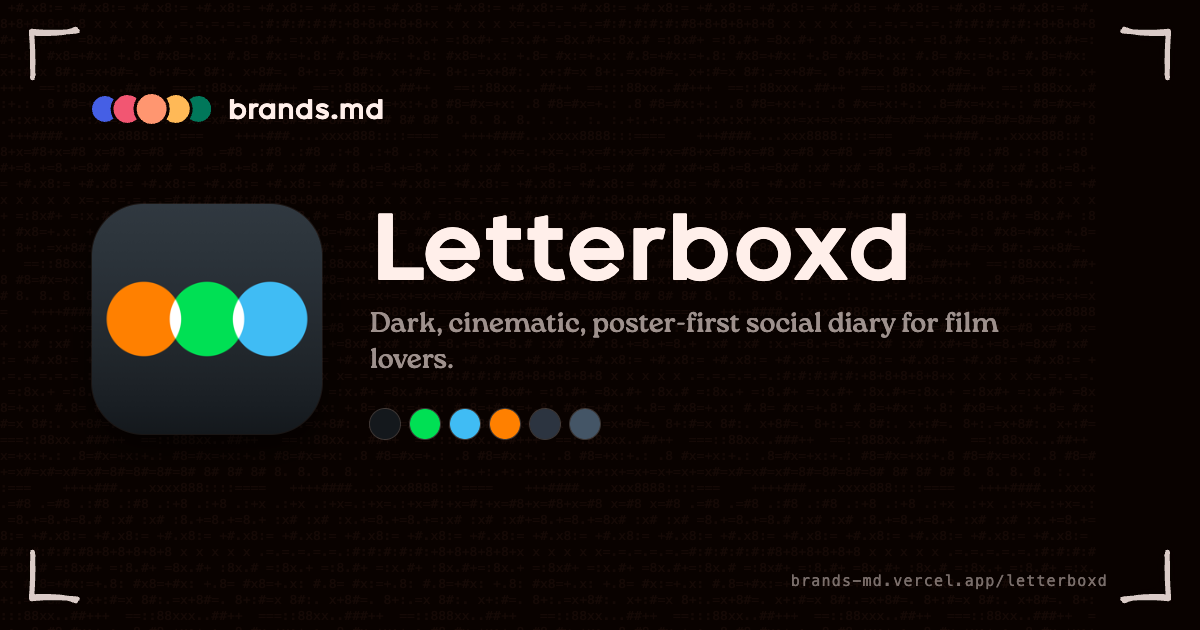 brands.md
Letterboxd
Dark, cinematic, poster-first social diary for film
lovers.
brands-md.vercel.app/letterboxd